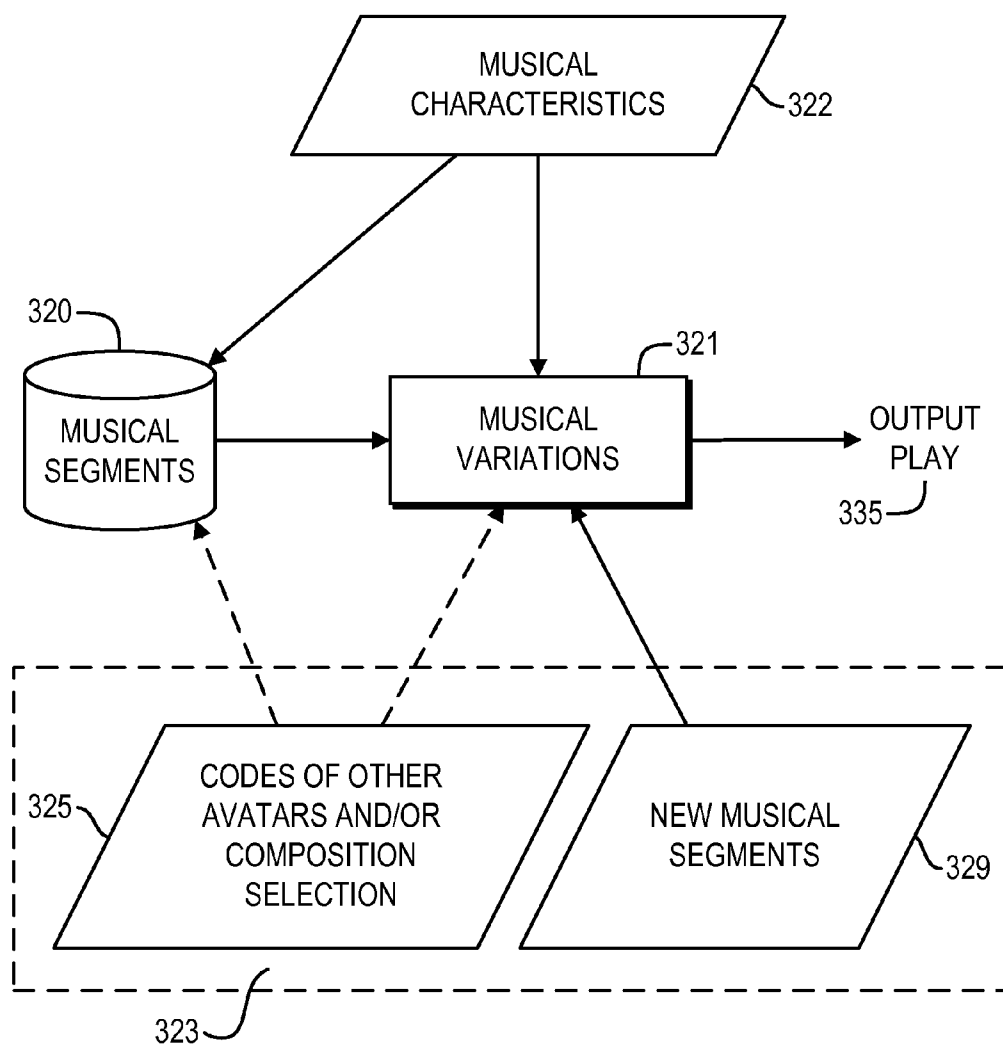 MUSICAL
CHARACTERISTICS
322
320
MUSICAL
SEGMENTS
321
MUSICAL
VARIATIONS
OUTPUT
PLAY
335
325
CODES OF OTHER
AVATARS AND/OR
COMPOSITION
SELECTION
NEW MUSICAL
SEGMENTS
329
323